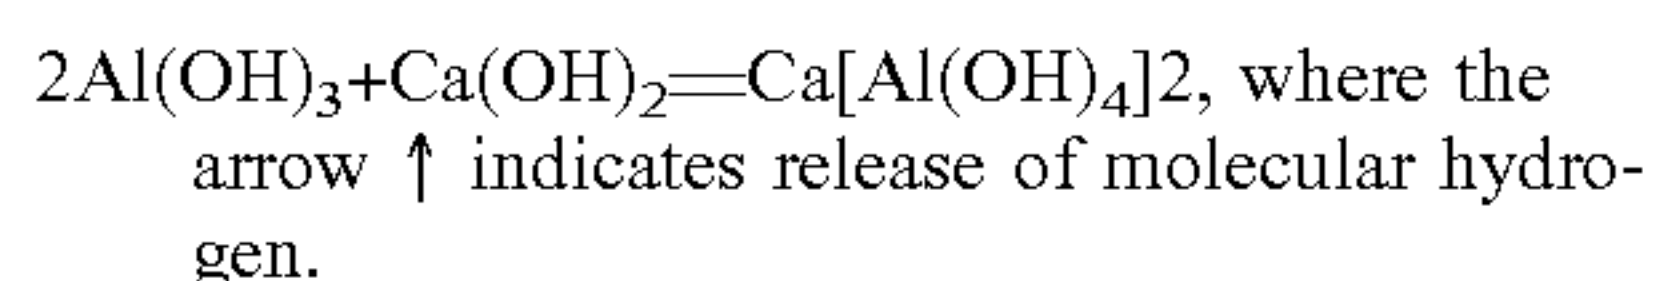 2Al(OH)₃+Ca(OH)₂=Ca[Al(OH)₄]2, where the
arrow ↑ indicates release of molecular hydro-
gen.